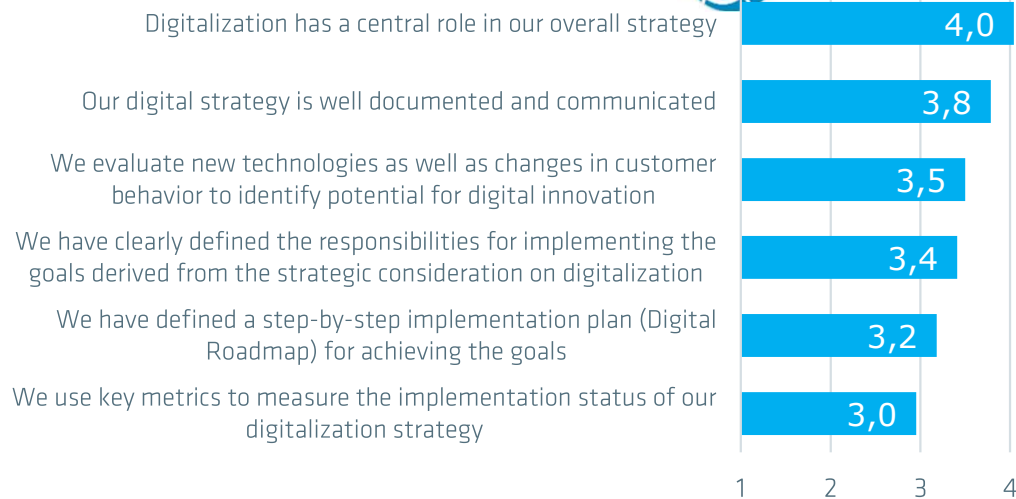 Digitalization has a central role in our overall strategy
4,0
Our digital strategy is well documented and communicated
3,8
We evaluate new technologies as well as changes in customer
behavior to identify potential for digital innovation
3,5
We have clearly defined the responsibilities for implementing the
goals derived from the strategic consideration on digitalization
3,4
We have defined a step-by-step implementation plan (Digital
Roadmap) for achieving the goals
3,2
We use key metrics to measure the implementation status of our
digitalization strategy
3,0
1 2 3 4